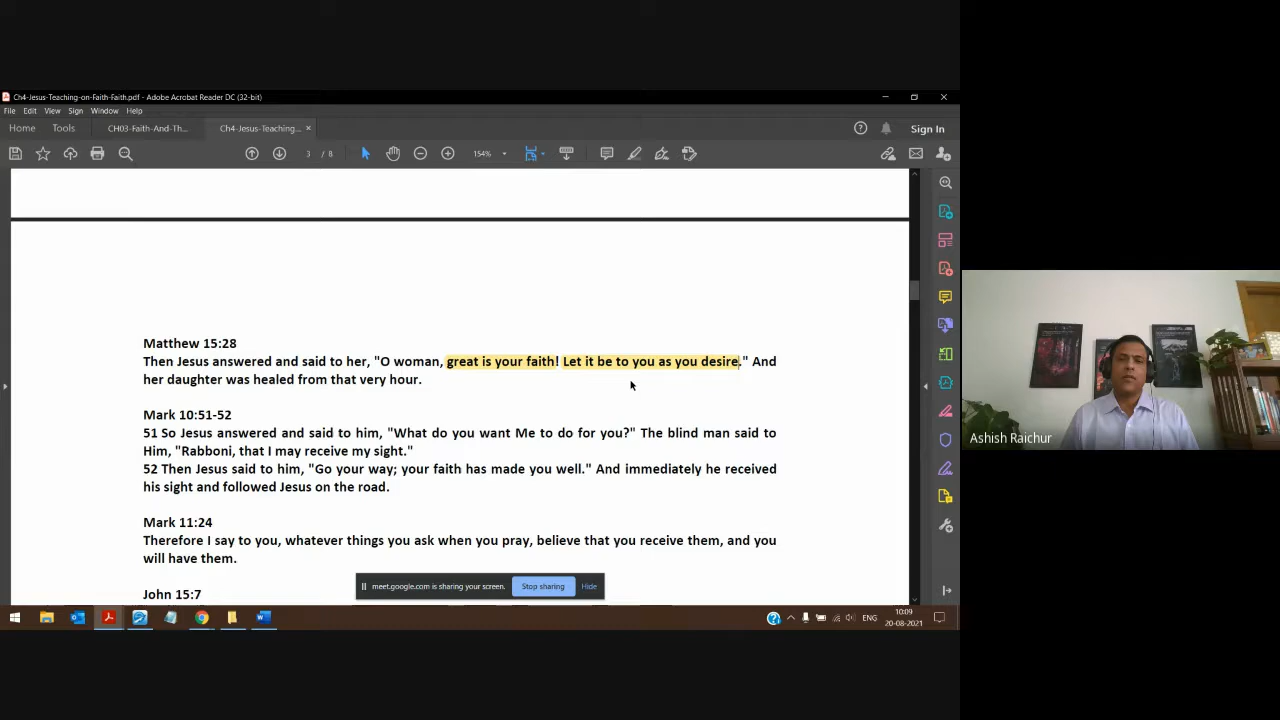 Ch4-Jesus-Teaching-on-Faith-Faith.pdf - Adobe Acrobat Reader DC (32-bit)
File Edit View Sign Window Help
Home Tools CH03-Faith-And-Th... Ch4-Jesus-Teaching... × Sign In
3 / 8 154%
Matthew 15:28
Then Jesus answered and said to her, "O woman, great is your faith! Let it be to you as you desire." And
her daughter was healed from that very hour.
Mark 10:51-52
51 So Jesus answered and said to him, "What do you want Me to do for you?" The blind man said to
Him, "Rabboni, that I may receive my sight."
52 Then Jesus said to him, "Go your way; your faith has made you well." And immediately he received
his sight and followed Jesus on the road.
Mark 11:24
Therefore I say to you, whatever things you ask when you pray, believe that you receive them, and you
will have them.
John 15:7
meet.google.com is sharing your screen. Stop sharing Hide
ENG
10:09
20-08-2021
Ashish Raichur